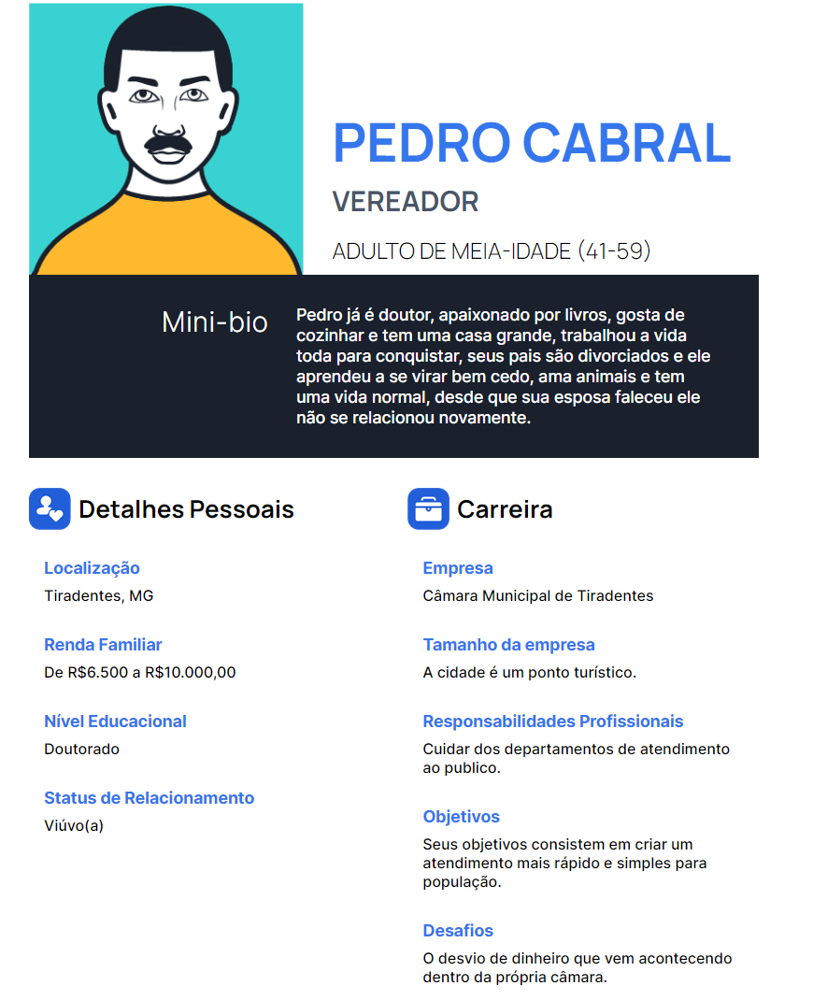 PEDRO CABRAL
VEREADOR
ADULTO DE MEIA-IDADE (41-59)
Mini-bio
Pedro já é doutor, apaixonado por livros, gosta de
cozinhar e tem uma casa grande, trabalhou a vida
toda para conquistar, seus pais são divorciados e ele
aprendeu a se virar bem cedo, ama animais e tem
uma vida normal, desde que sua esposa faleceu ele
não se relacionou novamente.
Detalhes Pessoais
Localização
Tiradentes, MG
Renda Familiar
De R$6.500 a R$10.000,00
Nível Educacional
Doutorado
Status de Relacionamento
Viúvo(a)
Carreira
Empresa
Câmara Municipal de Tiradentes
Tamanho da empresa
A cidade é um ponto turístico.
Responsabilidades Profissionais
Cuidar dos departamentos de atendimento
ao publico.
Objetivos
Seus objetivos consistem em criar um
atendimento mais rápido e simples para
população.
Desafios
O desvio de dinheiro que vem acontecendo
dentro da própria câmara.